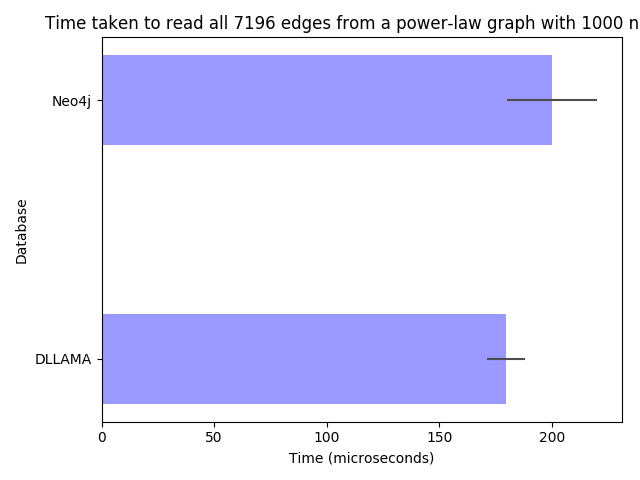 Time taken to read all 7196 edges from a power-law graph with 1000 n
Neo4j
Database
DLLAMA
0 50 100 150 200
Time (microseconds)